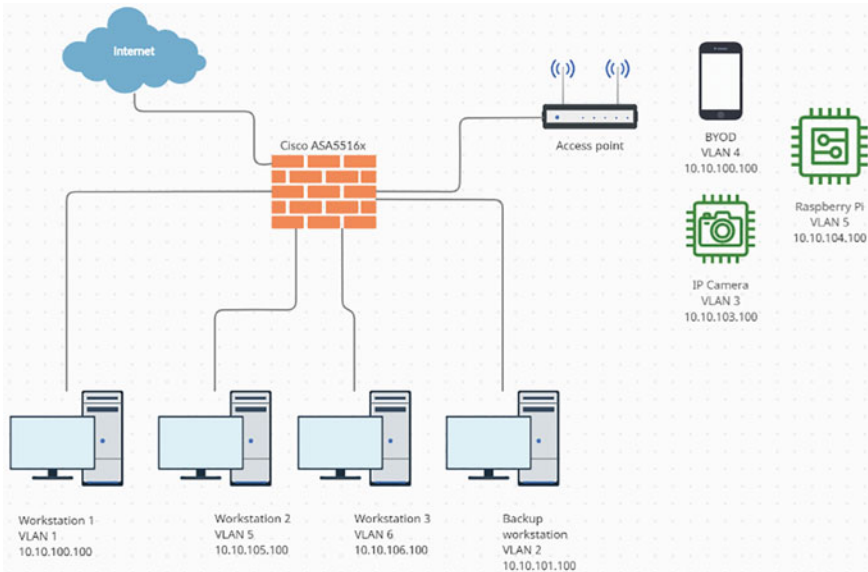 Internet
Cisco ASA5516x
Access point
BYOD
VLAN 4
10.10.100.100
Raspberry Pi
VLAN 5
10.10.104.100
IP Camera
VLAN 3
10.10.103.100
Workstation 1
VLAN 1
10.10.100.100
Workstation 2
VLAN 5
10.10.105.100
Workstation 3
VLAN 6
10.10.106.100
Backup
workstation
VLAN 2
10.10.101.100